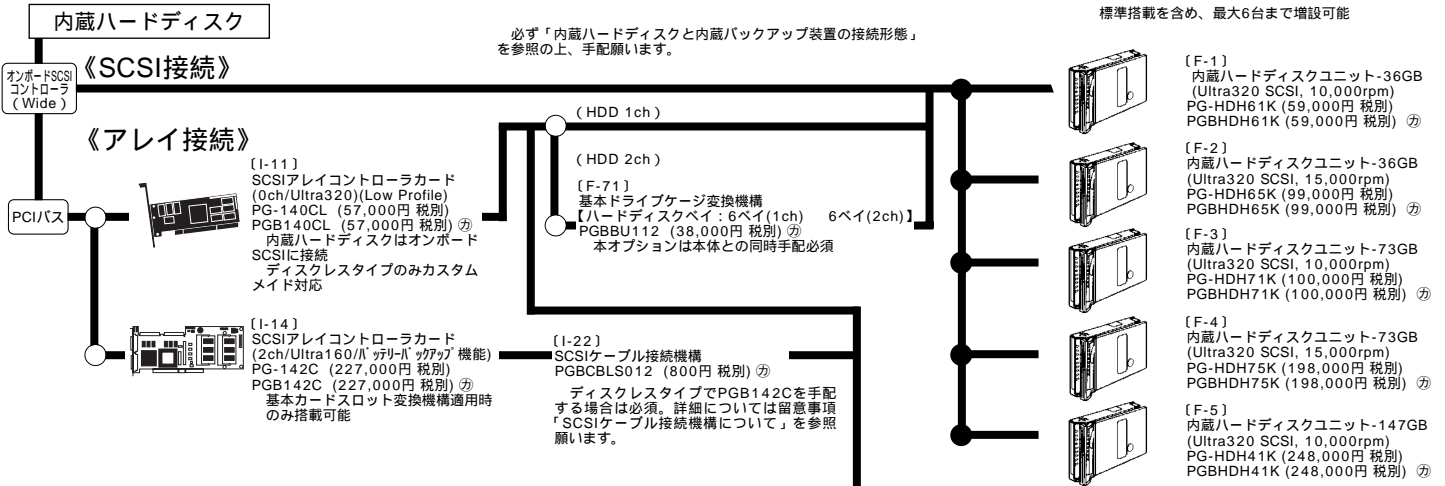 内蔵ハードディスク
オンボードSCSI
コントローラ
(Wide)
《SCSI接続》
必ず「内蔵ハードディスクと内蔵バックアップ装置の接続形態」
を参照の上、手配願います。
標準搭載を含め、最大6台まで増設可能
《アレイ接続》
PCIバス
〔I-11〕
SCSIアレイコントローラカード
(0ch/Ultra320)(Low Profile)
PG-140CL (57,000円 税別)
PGB140CL (57,000円 税別) ㋕
内蔵ハードディスクはオンボード
SCSIに接続
ディスクレスタイプのみカスタム
メイド対応
〔I-14〕
SCSIアレイコントローラカード
(2ch/Ultra160/ﾊﾞｯﾃﾘｰﾊﾞｯｸｱｯﾌﾟ機能)
PG-142C (227,000円 税別)
PGB142C (227,000円 税別) ㋕
基本カードスロット変換機構適用時
のみ搭載可能
(HDD 1ch)
(HDD 2ch)
〔F-71〕
基本ドライブケージ変換機構
【ハードディスクベイ：6ベイ(1ch) 6ベイ(2ch)】
PGBBU112 (38,000円 税別) ㋕
本オプションは本体との同時手配必須
〔I-22〕
SCSIケーブル接続機構
PGBCBLS012 (800円 税別) ㋕
ディスクレスタイプでPGB142Cを手配
する場合は必須。詳細については留意事項
「SCSIケーブル接続機構について」を参照
願います。
〔F-1〕
内蔵ハードディスクユニット-36GB
(Ultra320 SCSI, 10,000rpm)
PG-HDH61K (59,000円 税別)
PGBHDH61K (59,000円 税別) ㋕
〔F-2〕
内蔵ハードディスクユニット-36GB
(Ultra320 SCSI, 15,000rpm)
PG-HDH65K (99,000円 税別)
PGBHDH65K (99,000円 税別) ㋕
〔F-3〕
内蔵ハードディスクユニット-73GB
(Ultra320 SCSI, 10,000rpm)
PG-HDH71K (100,000円 税別)
PGBHDH71K (100,000円 税別) ㋕
〔F-4〕
内蔵ハードディスクユニット-73GB
(Ultra320 SCSI, 15,000rpm)
PG-HDH75K (198,000円 税別)
PGBHDH75K (198,000円 税別) ㋕
〔F-5〕
内蔵ハードディスクユニット-147GB
(Ultra320 SCSI, 10,000rpm)
PG-HDH41K (248,000円 税別)
PGBHDH41K (248,000円 税別) ㋕